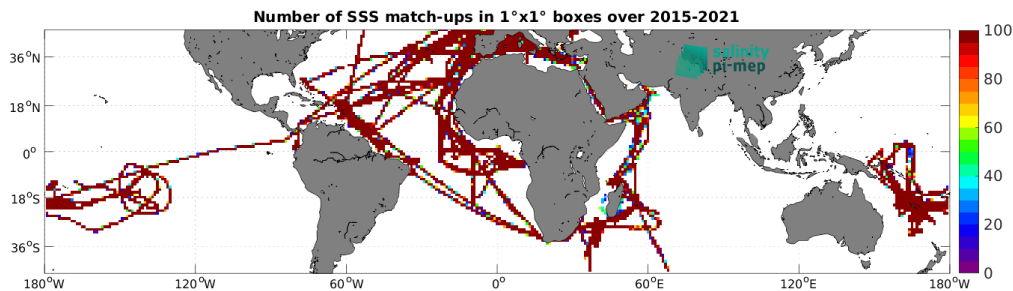 Number of SSS match-ups in 1°x1° boxes over 2015-2021
salinity
pi-mep
36°N
18°N
0°
18°S
36°S
180°W
120°W
60°W
0°
60°E
120°E
180°W
100
80
60
40
20
0